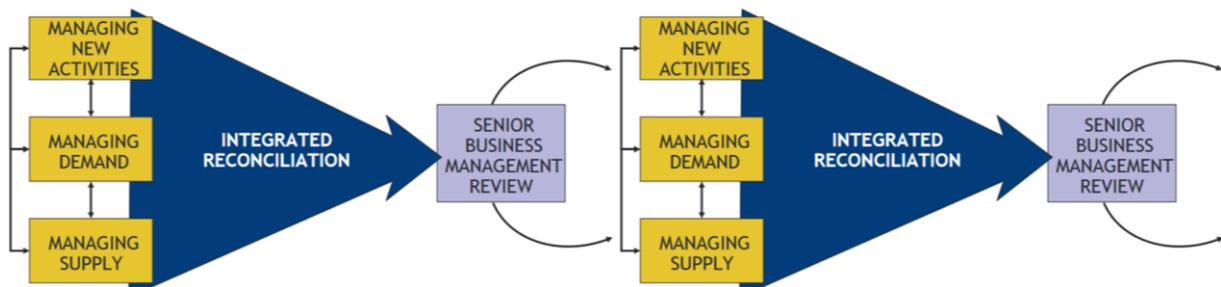 MANAGING
NEW
ACTIVITIES
MANAGING
DEMAND
MANAGING
SUPPLY
INTEGRATED
RECONCILIATION
SENIOR
BUSINESS
MANAGEMENT
REVIEW
MANAGING
NEW
ACTIVITIES
MANAGING
DEMAND
MANAGING
SUPPLY
INTEGRATED
RECONCILIATION
SENIOR
BUSINESS
MANAGEMENT
REVIEW